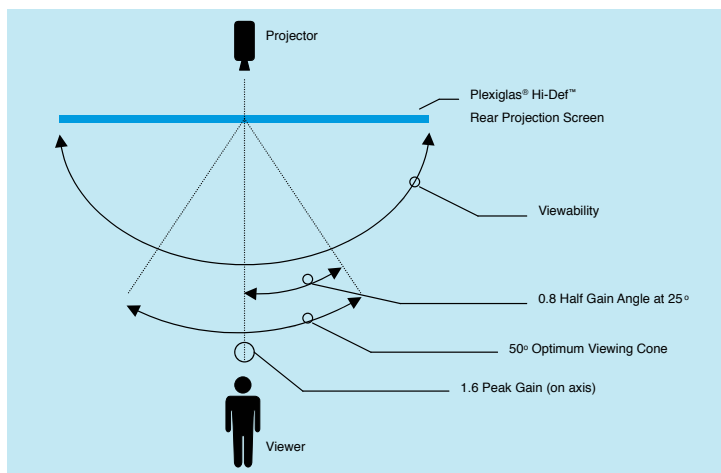 Projector
Plexiglas® Hi-Def™
Rear Projection Screen
Viewability
0.8 Half Gain Angle at 25°
50° Optimum Viewing Cone
1.6 Peak Gain (on axis)
Viewer